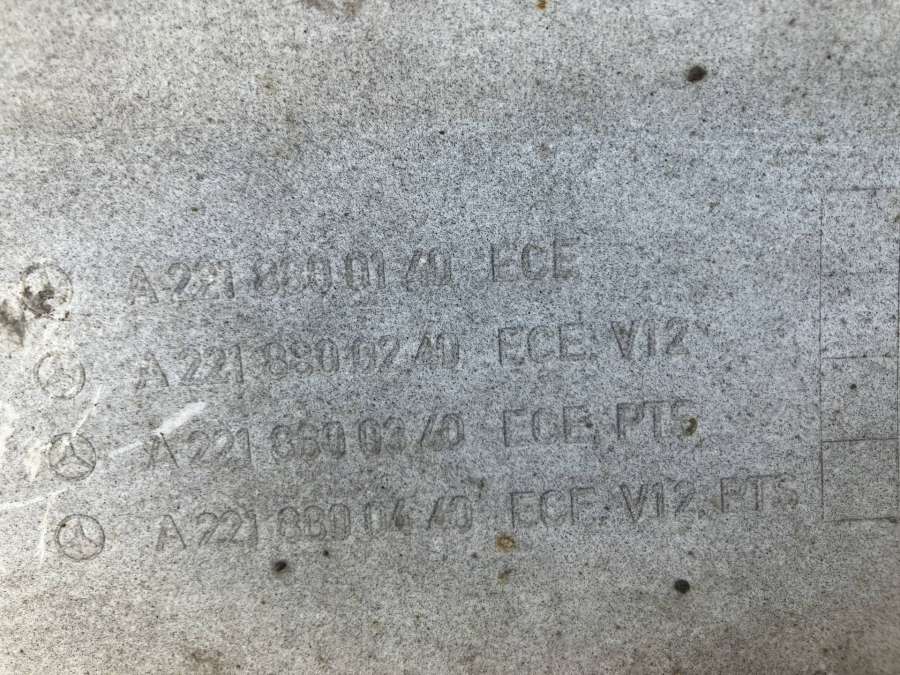 A 221 880 01 40 ECE
A 221 880 02 40 ECE, V12
A 221 880 03 40 ECE, PTS
A 221 880 04 40 ECE, V12, PTS